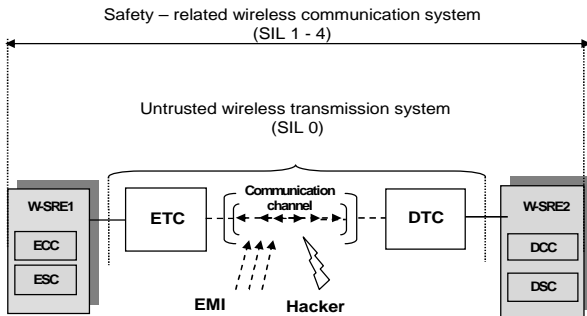 Safety – related wireless communication system
(SIL 1 - 4)
Untrusted wireless transmission system
(SIL 0)
W-SRE1
ECC
ESC
ETC
Communication
channel
DTC
W-SRE2
DCC
DSC
EMI
Hacker